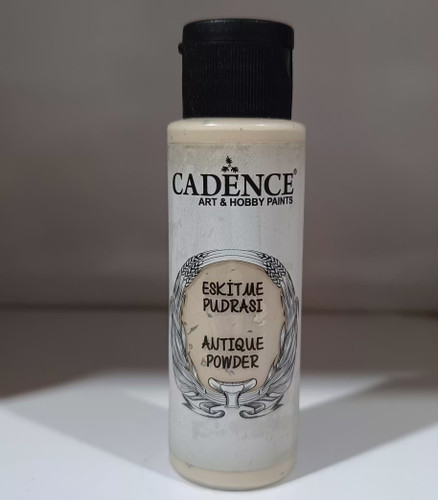 CADENCE®
ART & HOBBY PAINTS
ESKİTME
PUDRASI
ANTIQUE
POWDER